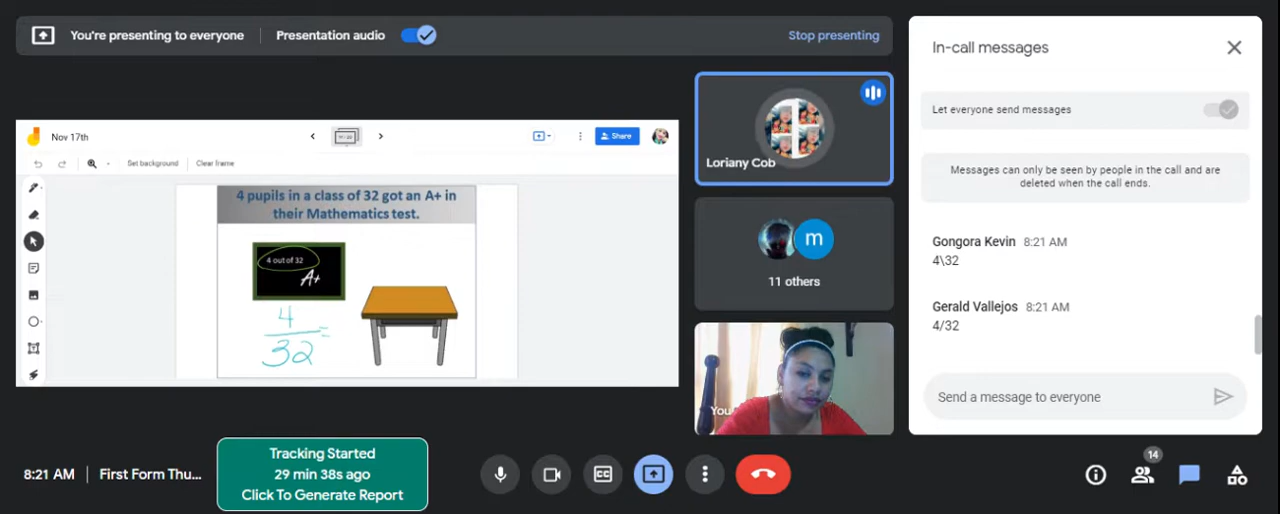 You're presenting to everyone
Presentation audio
Stop presenting
In-call messages
Let everyone send messages
Messages can only be seen by people in the call and are
deleted when the call ends.
Gongora Kevin 8:21 AM
4\32
Gerald Vallejos 8:21 AM
4/32
Send a message to everyone
Nov 17th
Share
Set background
Clear frame
4 pupils in a class of 32 got an A+ in
their Mathematics test.
4 out of 32
A+
4
32 =
Loriany Cob
m
11 others
You
8:21 AM
First Form Thu...
Tracking Started
29 min 38s ago
Click To Generate Report
CC
14